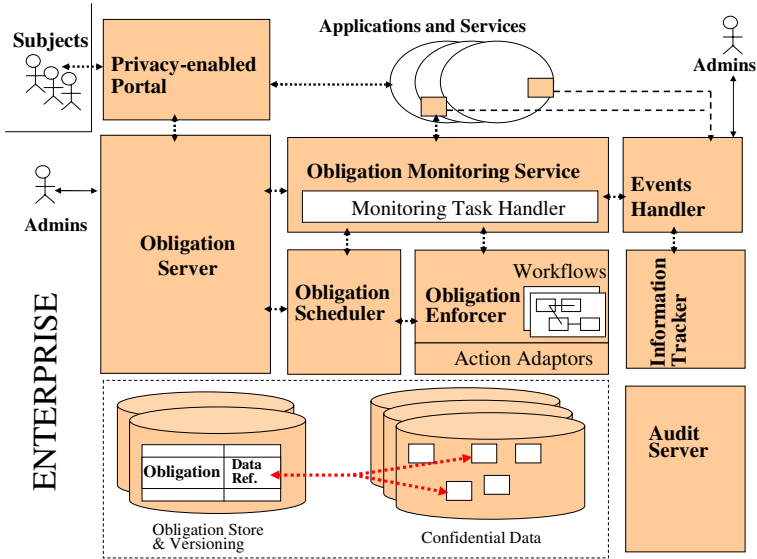 Subjects
Privacy-enabled
Portal
Applications and Services
Admins
Admins
Obligation
Server
Obligation Monitoring Service
Monitoring Task Handler
Events
Handler
Obligation
Scheduler
Workflows
Obligation
Enforcer
Action Adaptors
Information
Tracker
ENTERPRISE
Obligation
Data
Ref.
Obligation Store
& Versioning
Confidential Data
Audit
Server